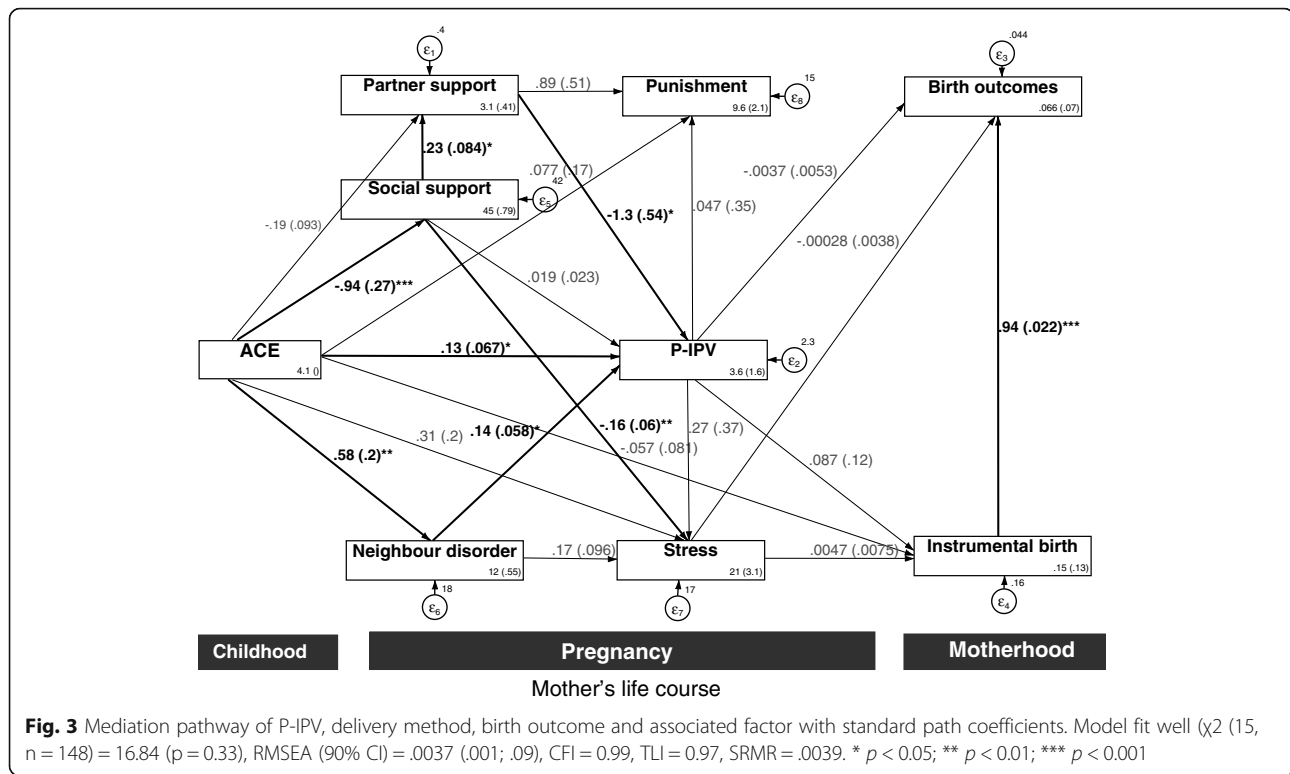 .4
ε1
Partner support
3.1 (.41)
.89 (.51)
Punishment
9.6 (2.1)
15
ε8
.044
ε3
Birth outcomes
.066 (.07)
.23 (.084)*
.077 (.17)
Social support
45 (.79)
42
ε5
-.0037 (.0053)
-.19 (.093)
-1.3 (.54)*
.047 (.35)
-.00028 (.0038)
-.94 (.27)***
.019 (.023)
.94 (.022)***
ACE
4.1 ()
.13 (.067)*
P-IPV
3.6 (1.6)
2.3
ε2
.58 (.2)**
.31 (.2)
.14 (.058)*
-.16 (.06)**
.27 (.37)
-.057 (.081)
.087 (.12)
Neighbour disorder
12 (.55)
18
ε6
.17 (.096)
Stress
21 (3.1)
17
ε7
.0047 (.0075)
Instrumental birth
.15 (.13)
.16
ε4
Childhood
Pregnancy
Motherhood
Mother's life course
Fig. 3 Mediation pathway of P-IPV, delivery method, birth outcome and associated factor with standard path coefficients. Model fit well (χ2 (15,
n = 148) = 16.84 (p = 0.33), RMSEA (90% CI) = .0037 (.001; .09), CFI = 0.99, TLI = 0.97, SRMR = .0039. * p < 0.05; ** p < 0.01; *** p < 0.001